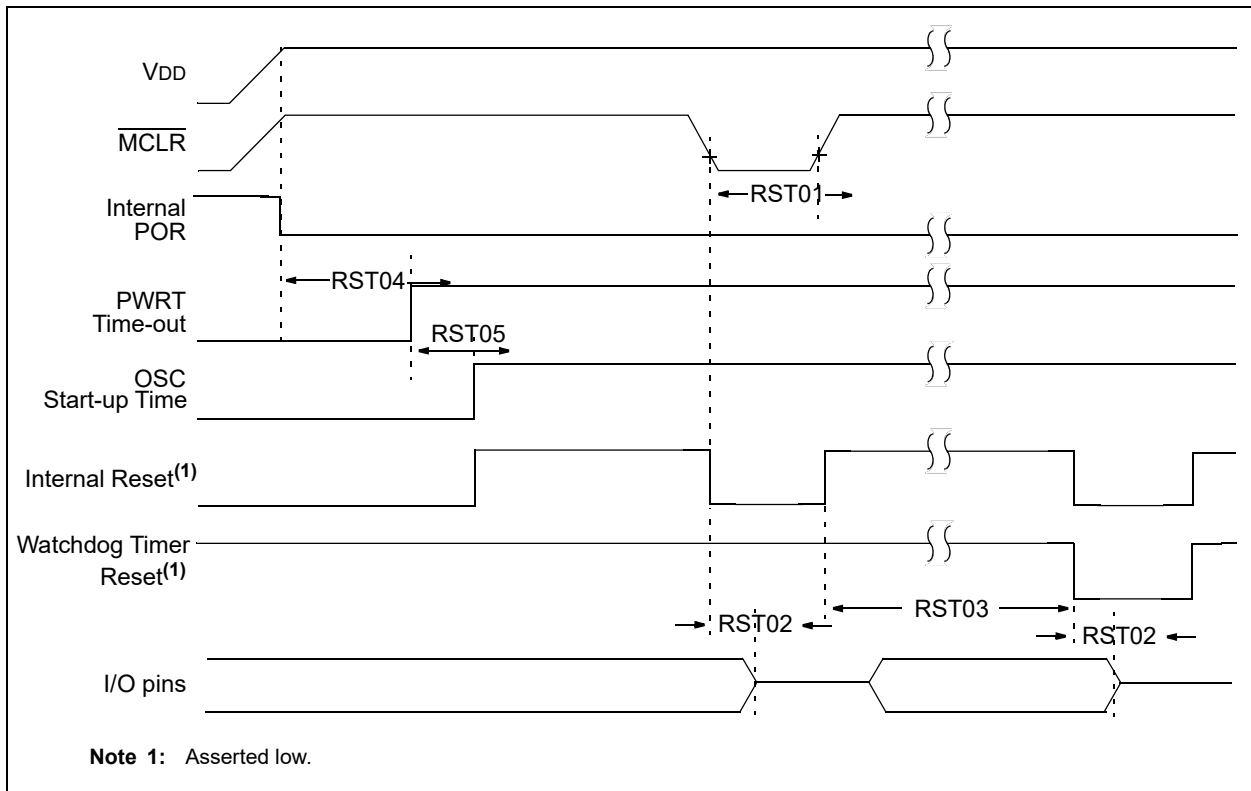 VDD
MCLR
RST01
Internal
POR
RST04
PWRT
Time-out
RST05
OSC
Start-up Time
Internal Reset(1)
Watchdog Timer
Reset(1)
RST03
RST02
RST02
I/O pins
Note 1: Asserted low.